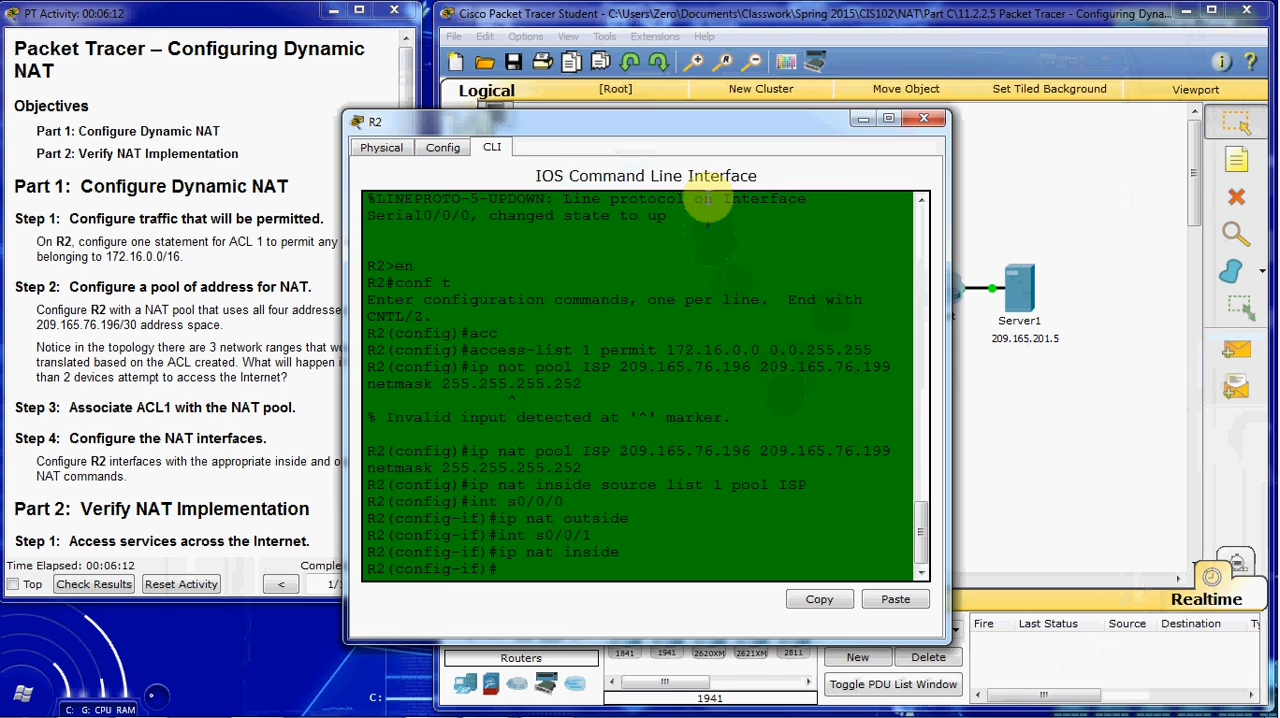 PT Activity: 00:06:12
Packet Tracer – Configuring Dynamic
NAT
Objectives
Part 1: Configure Dynamic NAT
Part 2: Verify NAT Implementation
Part 1: Configure Dynamic NAT
Step 1: Configure traffic that will be permitted.
On R2, configure one statement for ACL 1 to permit any
belonging to 172.16.0.0/16.
Step 2: Configure a pool of address for NAT.
Configure R2 with a NAT pool that uses all four addresse
209.165.76.196/30 address space.
Notice in the topology there are 3 network ranges that wo
translated based on the ACL created. What will happen i
than 2 devices attempt to access the Internet?
Step 3: Associate ACL1 with the NAT pool.
Step 4: Configure the NAT interfaces.
Configure R2 interfaces with the appropriate inside and o
NAT commands.
Part 2: Verify NAT Implementation
Step 1: Access services across the Internet.
Time Elapsed: 00:06:12
Comple
Top
Check Results
Reset Activity
<
1/1
C: G: CPU RAM
C:
Cisco Packet Tracer Student - C:\Users\Zero\Documents\Classwork\Spring 2015\CIS102\NAT\Part C\11.2.2.5 Packet Tracer - Configuring Dyna...
File Edit Options View Tools Extensions Help
Logical
[Root]
New Cluster
Move Object
Set Tiled Background
Viewport
R2
Physical
Config
CLI
IOS Command Line Interface
%LINEPROTO-5-UPDOWN: Line protocol on Interface
Serial0/0/0, changed state to up
R2>en
R2#conf t
Enter configuration commands, one per line. End with
CNTL/Z.
R2(config)#acc
R2(config)#access-list 1 permit 172.16.0.0 0.0.255.255
R2(config)#ip not pool ISP 209.165.76.196 209.165.76.199
netmask 255.255.255.252
^
% Invalid input detected at '^' marker.
R2(config)#ip nat pool ISP 209.165.76.196 209.165.76.199
netmask 255.255.255.252
R2(config)#ip nat inside source list 1 pool ISP
R2(config)#int s0/0/0
R2(config-if)#ip nat outside
R2(config-if)#int s0/0/1
R2(config-if)#ip nat inside
R2(config-if)#
Copy
Paste
t
Server1
209.165.201.5
Realtime
Routers
1841 1941 2620XM 2621XM 2811
1941
New
Delete
Toggle PDU List Window
Fire Last Status Source Destination Ty